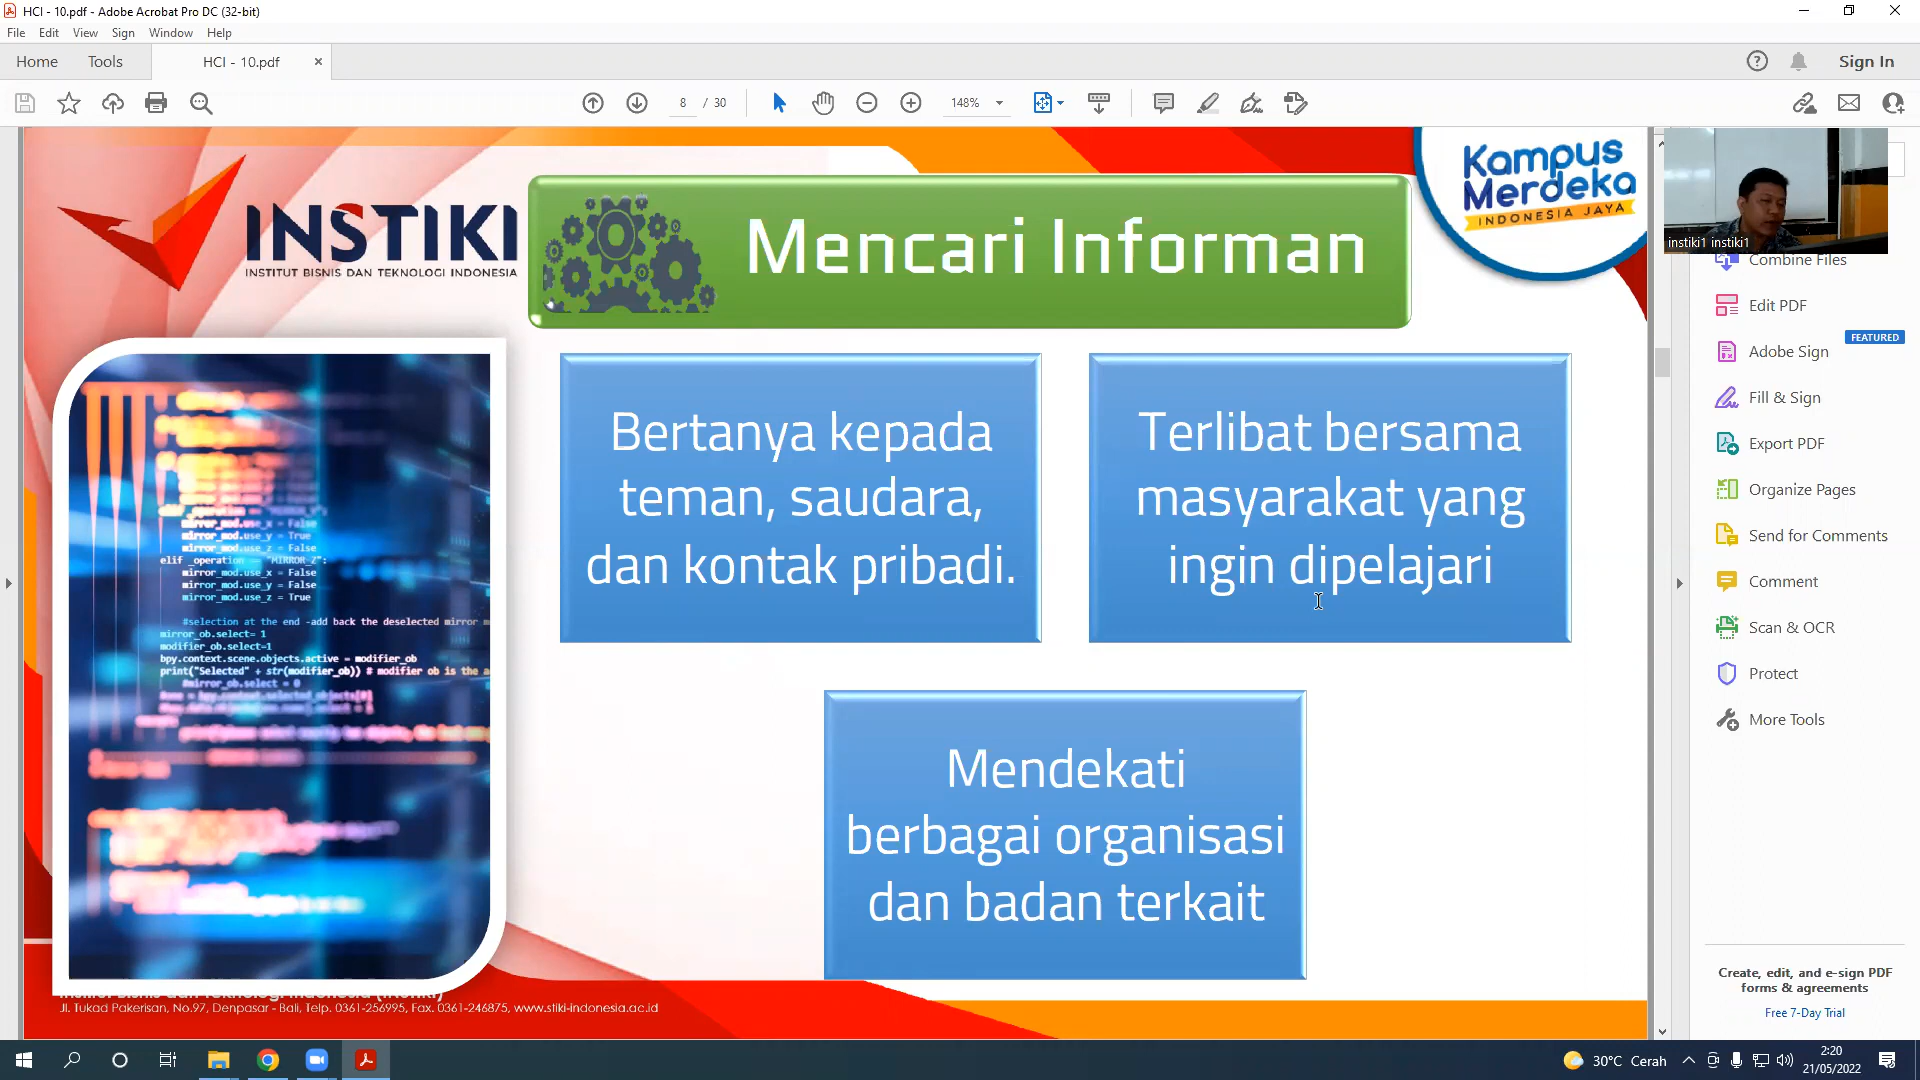 HCI - 10.pdf - Adobe Acrobat Pro DC (32-bit)
File Edit View Sign Window Help
Home Tools HCI - 10.pdf Sign In
8 / 30 148%
INSTIKI
INSTITUT BISNIS DAN TEKNOLOGI INDONESIA
Mencari Informan
Kampus
Merdeka
INDONESIA JAYA
instiki1 instiki1
Bertanya kepada
teman, saudara,
dan kontak pribadi.
Terlibat bersama
masyarakat yang
ingin dipelajari
Mendekati
berbagai organisasi
dan badan terkait
mirror_mod.use_x = False
mirror_mod.use_y = True
mirror_mod.use_z = False
elif _operation == "MIRROR_Z":
mirror_mod.use_x = False
mirror_mod.use_y = False
mirror_mod.use_z = True
#selection at the end -add back the deselected mirror m
mirror_ob.select= 1
modifier_ob.select=1
bpy.context.scene.objects.active = modifier_ob
print("Selected" + str(modifier_ob)) # modifier ob is the a
#mirror_ob.select = 0
Jl. Tukad Pakerisan, No.97, Denpasar - Bali, Telp. 0361-256995, Fax. 0361-246875, www.stiki-indonesia.ac.id
Combine Files
Edit PDF
FEATURED
Adobe Sign
Fill & Sign
Export PDF
Organize Pages
Send for Comments
Comment
Scan & OCR
Protect
More Tools
Create, edit, and e-sign PDF
forms & agreements
Free 7-Day Trial
30°C Cerah
2:20
21/05/2022